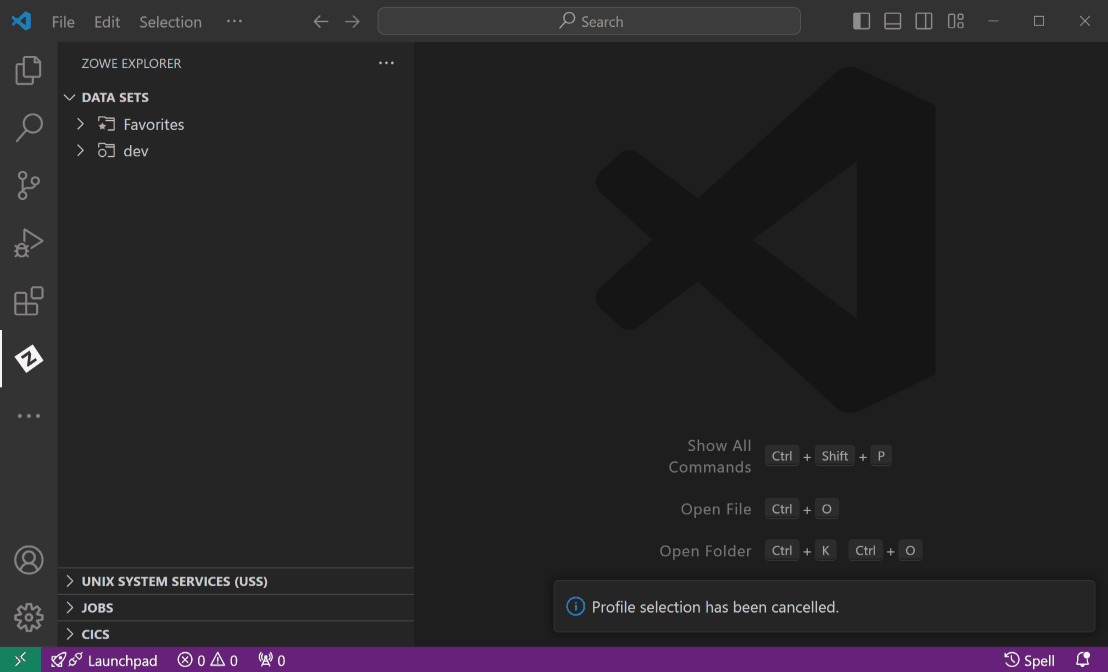 File Edit Selection ···
Search
ZOWE EXPLORER ···
DATA SETS
Favorites
dev
Show All
Commands
Ctrl + Shift + P
Open File Ctrl + O
Open Folder Ctrl + K Ctrl + O
UNIX SYSTEM SERVICES (USS)
JOBS
CICS
Profile selection has been cancelled.
Launchpad 0 0 0 Spell